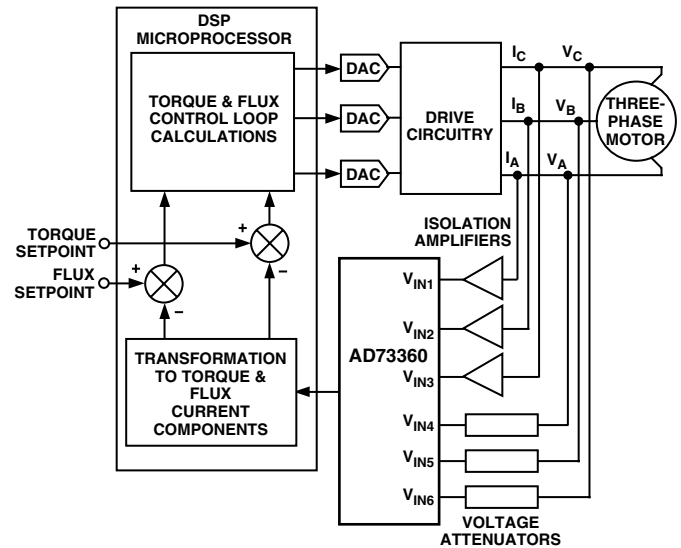 DSP
MICROPROCESSOR
TORQUE & FLUX
CONTROL LOOP
CALCULATIONS
DAC
DAC
DAC
DRIVE
CIRCUITRY
IC
VC
IB
VB
IA
VA
THREE-
PHASE
MOTOR
TORQUE
SETPOINT
+
–
FLUX
SETPOINT
+
–
ISOLATION
AMPLIFIERS
TRANSFORMATION
TO TORQUE &
FLUX
CURRENT
COMPONENTS
AD73360
VIN1
VIN2
VIN3
VIN4
VIN5
VIN6
VOLTAGE
ATTENUATORS